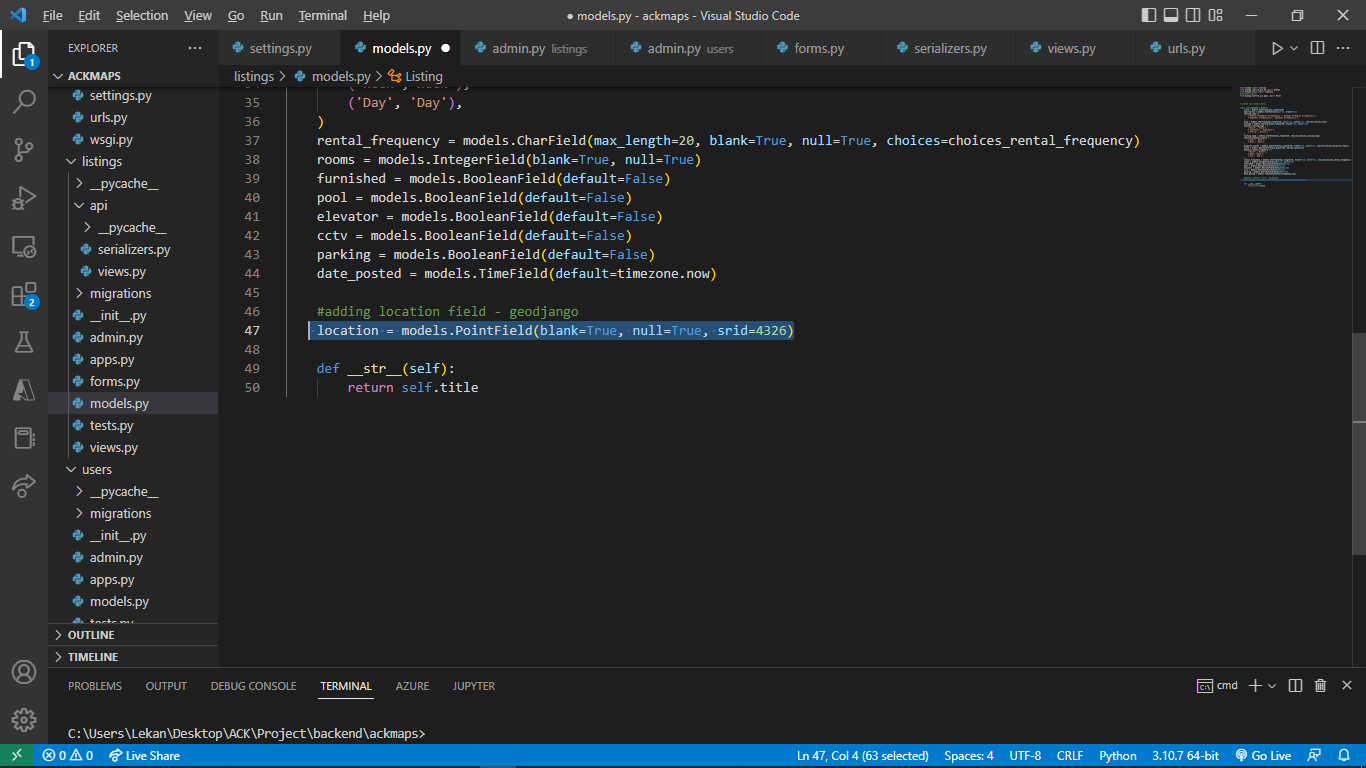 File Edit Selection View Go Run Terminal Help
● models.py - ackmaps - Visual Studio Code
EXPLORER
settings.py
models.py
admin.py listings
admin.py users
forms.py
serializers.py
views.py
urls.py
listings > models.py > Listing
ACKMAPS
settings.py
urls.py
wsgi.py
listings
__pycache__
api
__pycache__
serializers.py
views.py
migrations
__init__.py
admin.py
apps.py
forms.py
models.py
tests.py
views.py
users
__pycache__
migrations
__init__.py
admin.py
apps.py
models.py
tests.py
OUTLINE
TIMELINE
1
2
35 ('Day', 'Day'),
36 )
37 rental_frequency = models.CharField(max_length=20, blank=True, null=True, choices=choices_rental_frequency)
38 rooms = models.IntegerField(blank=True, null=True)
39 furnished = models.BooleanField(default=False)
40 pool = models.BooleanField(default=False)
41 elevator = models.BooleanField(default=False)
42 cctv = models.BooleanField(default=False)
43 parking = models.BooleanField(default=False)
44 date_posted = models.TimeField(default=timezone.now)
45
46 #adding location field - geodjango
47 location = models.PointField(blank=True, null=True, srid=4326)
48
49 def __str__(self):
50 return self.title
PROBLEMS OUTPUT DEBUG CONSOLE TERMINAL AZURE JUPYTER
cmd
C:\Users\Lekan\Desktop\ACK\Project\backend\ackmaps>
0 0 Live Share
Ln 47, Col 4 (63 selected) Spaces: 4 UTF-8 CRLF Python 3.10.7 64-bit Go Live